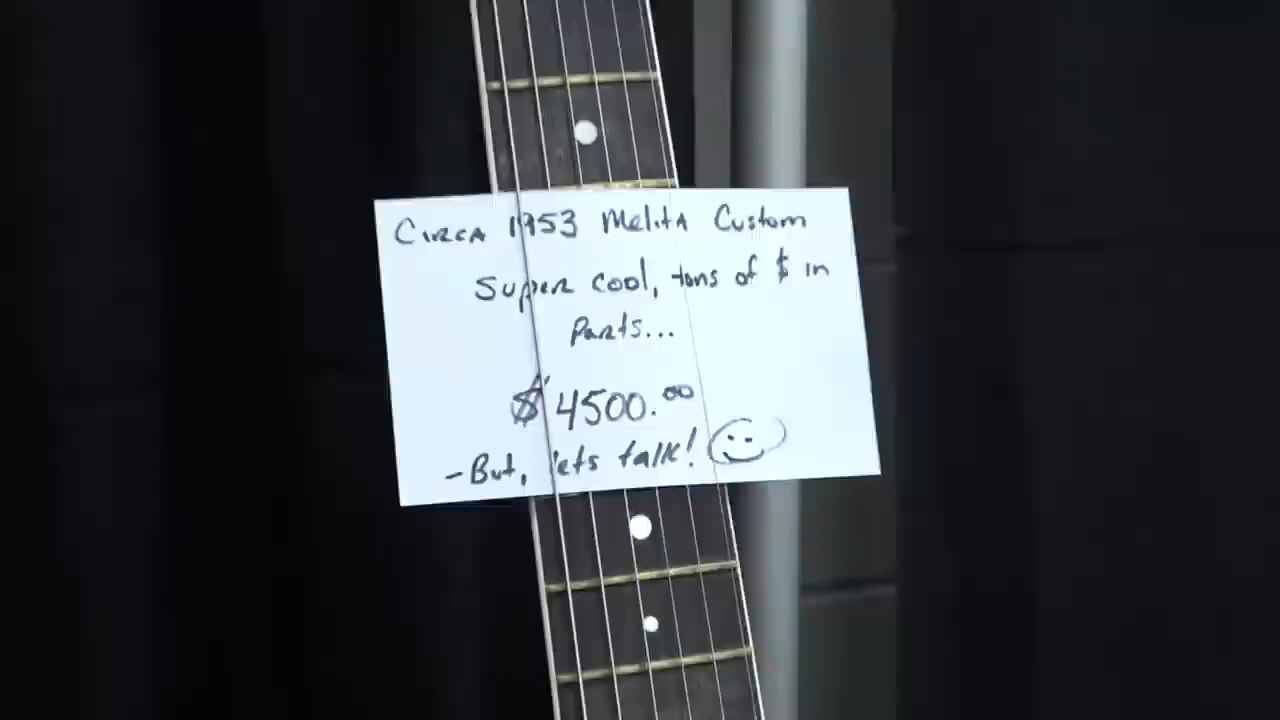 Circa 1953 Melita Custom
Super cool, tons of $ in
Parts...
$4500.00
-But, lets talk!